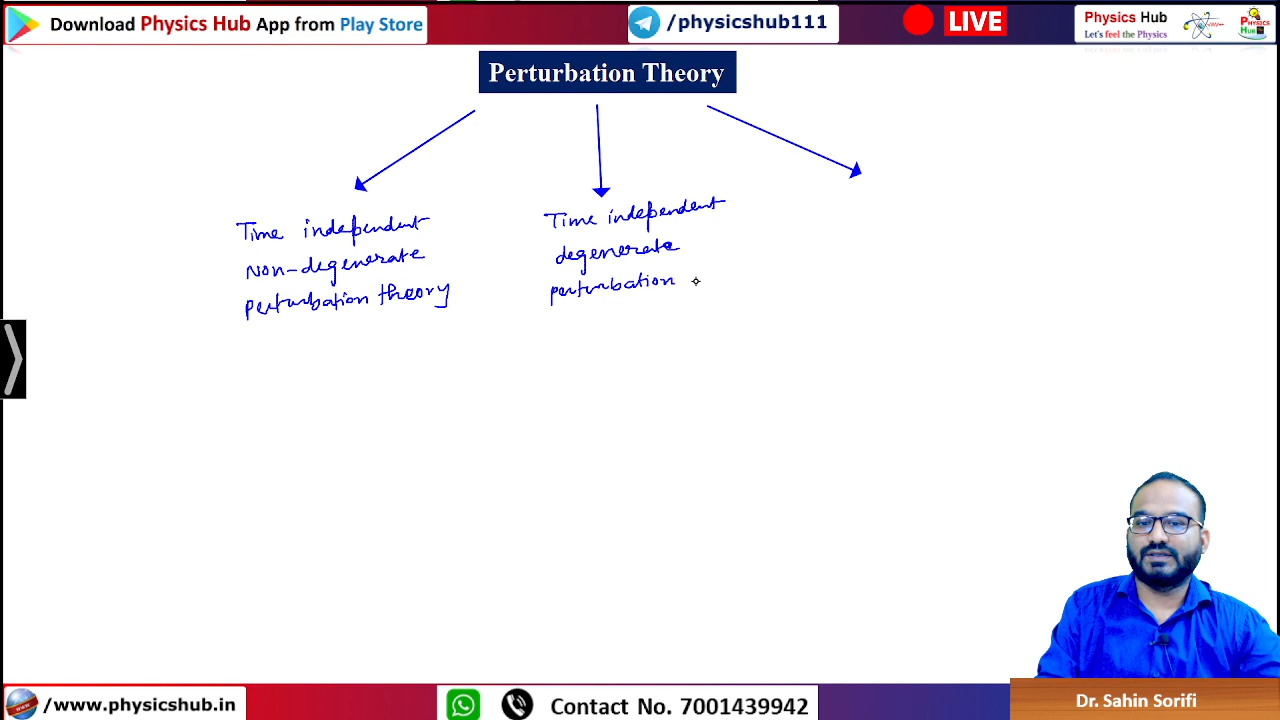 Download Physics Hub App from Play Store
/physicshub111
LIVE
Physics Hub
Let's feel the Physics
Perturbation Theory
Time independent
Non-degenerate
perturbation theory
Time independent
degenerate
perturbation
/www.physicshub.in
Contact No. 7001439942
Dr. Sahin Sorifi